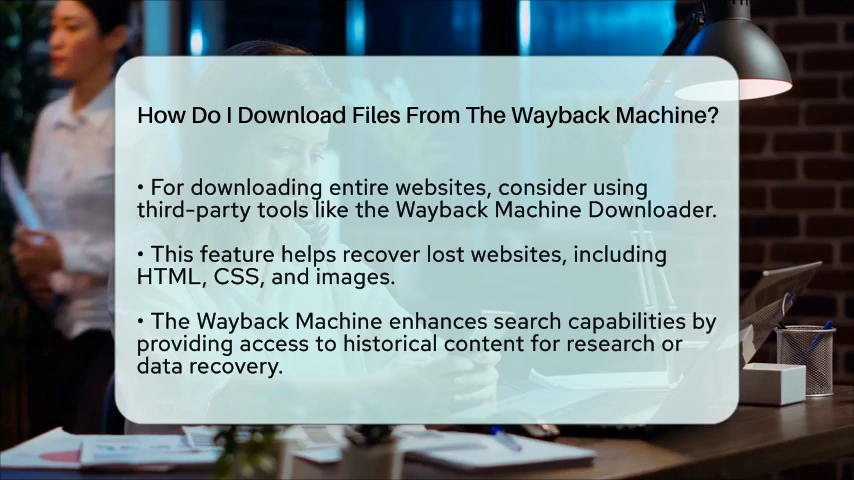 How Do I Download Files From The Wayback Machine?
• For downloading entire websites, consider using
third-party tools like the Wayback Machine Downloader.
• This feature helps recover lost websites, including
HTML, CSS, and images.
• The Wayback Machine enhances search capabilities by
providing access to historical content for research or
data recovery.